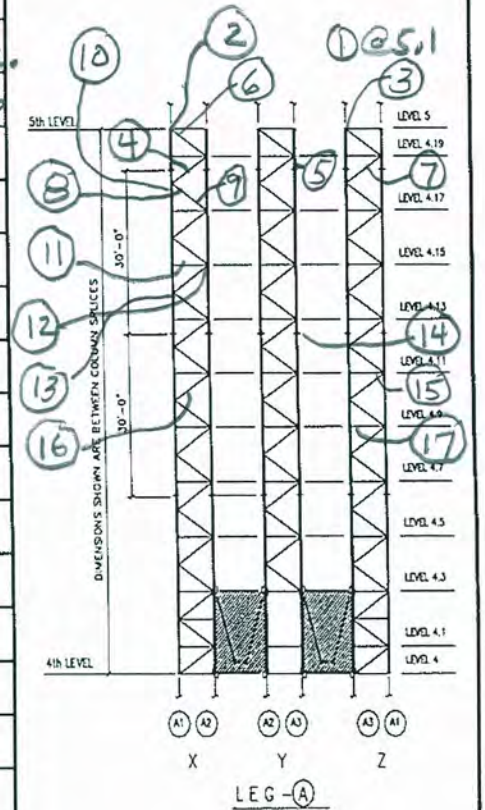 ① @ 5.1
②
③
⑩
⑥
5th LEVEL
LEVEL 5
④
⑤
⑦
LEVEL 4.19
⑧
⑨
LEVEL 4.17
30'-0"
⑪
LEVEL 4.15
⑫
LEVEL 4.13
⑭
⑬
LEVEL 4.11
⑮
⑯
LEVEL 4.9
⑰
DIMENSIONS SHOWN ARE BETWEEN COLUMN SPLICES
30'-0"
LEVEL 4.7
LEVEL 4.5
LEVEL 4.3
LEVEL 4.1
4th LEVEL
LEVEL 4
A1 A2 A2 A3 A3 A1
X Y Z
LEG-A